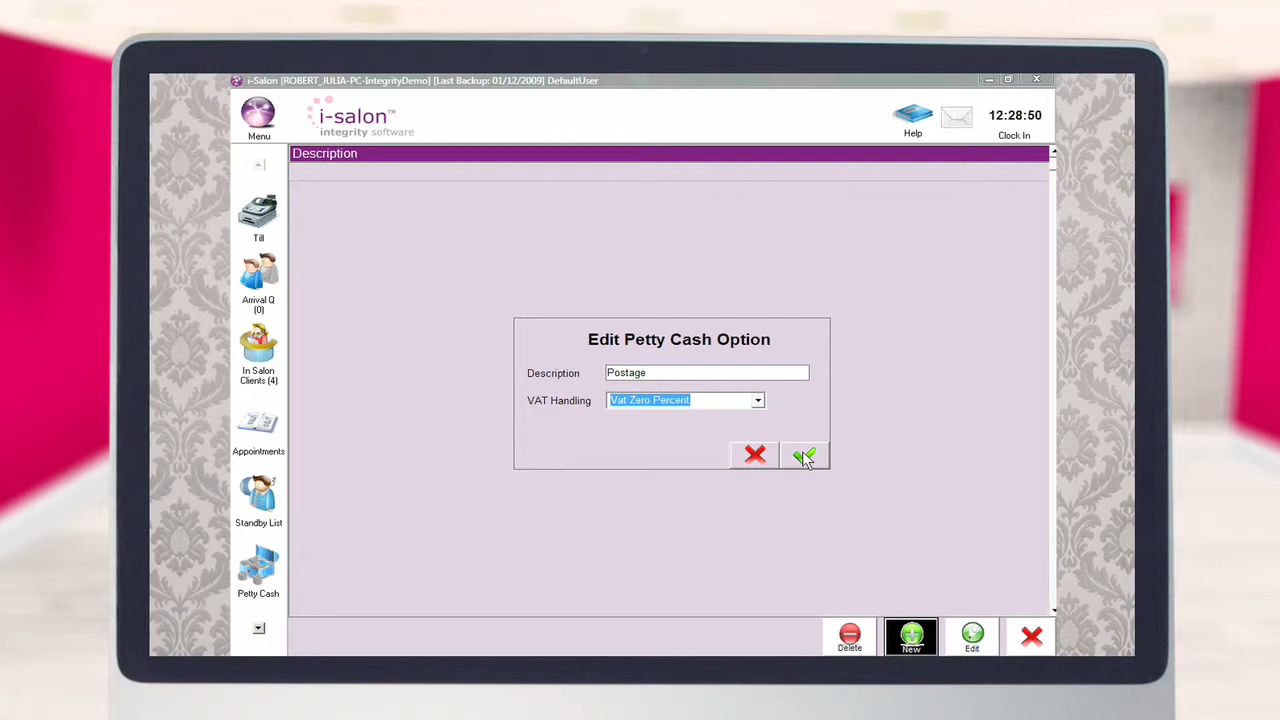 i-Salon [ROBERT_JULIA-PC-IntegrityDemo] [Last Backup: 01/12/2009] DefaultUser
Menu
i-salon™
integrity software
Help
12:28:50
Clock In
Description
Till
Arrival Q
(0)
In Salon
Clients (4)
Appointments
Standby List
Petty Cash
Edit Petty Cash Option
Description
Postage
VAT Handling
Vat Zero Percent
Delete
New
Edit